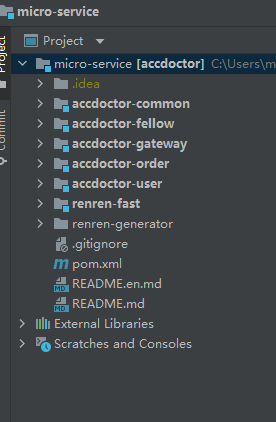 micro-service
Project
Project
micro-service [accdoctor] C:\Users\m
.idea
accdoctor-common
accdoctor-fellow
accdoctor-gateway
accdoctor-order
accdoctor-user
renren-fast
renren-generator
.gitignore
pom.xml
README.en.md
README.md
External Libraries
Scratches and Consoles
Commit